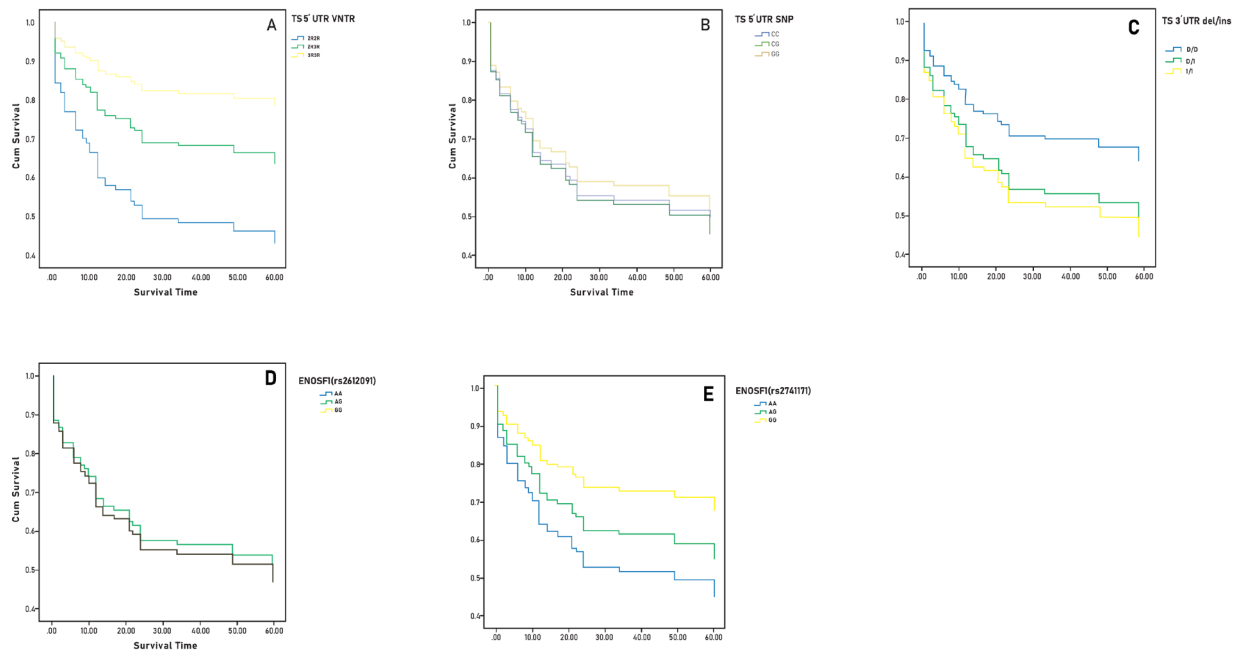 A
TS 5' UTR VNTR
2R2R
2R3R
3R3R
Cum Survival
1.0
0.9
0.8
0.7
0.6
0.5
0.4
.00 10.00 20.00 30.00 40.00 50.00 60.00
Survival Time
B
TS 5'UTR SNP
CC
CG
GG
Cum Survival
1.0
0.9
0.8
0.7
0.6
0.5
0.4
.00 10.00 20.00 30.00 40.00 50.00 60.00
Survival Time
C
TS 3'UTR del/ins
D/D
D/I
I/I
1.0
0.9
0.8
0.7
0.6
0.5
0.4
.00 10.00 20.00 30.00 40.00 50.00 60.00
D
ENOSF1(rs2612091)
AA
AG
GG
Cum Survival
1.0
0.9
0.8
0.7
0.6
0.5
0.4
.00 10.00 20.00 30.00 40.00 50.00 60.00
Survival Time
E
ENOSF1(rs2741171)
AA
AG
GG
Cum Survival
1.0
0.9
0.8
0.7
0.6
0.5
0.4
.00 10.00 20.00 30.00 40.00 50.00 60.00
Survival Time